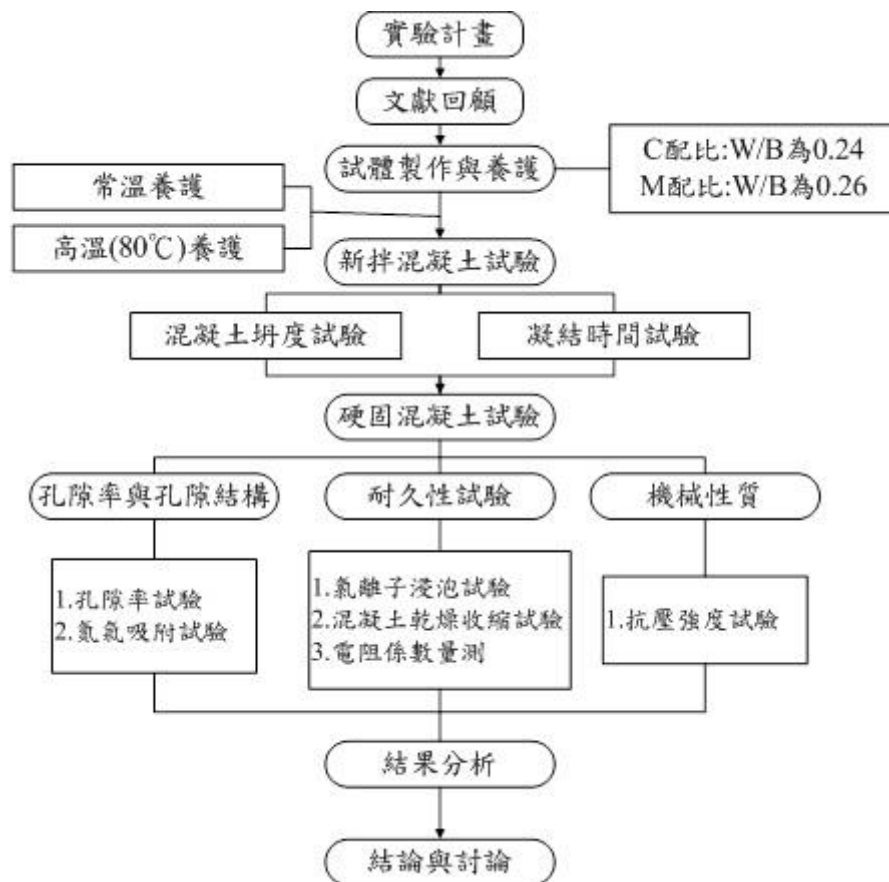 實驗計畫
文獻回顧
試體製作與養護
C配比:W/B為0.24
M配比:W/B為0.26
常溫養護
高溫(80℃)養護
新拌混凝土試驗
混凝土坍度試驗
凝結時間試驗
硬固混凝土試驗
孔隙率與孔隙結構
耐久性試驗
機械性質
1.孔隙率試驗
2.氮氣吸附試驗
1.氯離子浸泡試驗
2.混凝土乾燥收縮試驗
3.電阻係數量測
1.抗壓強度試驗
結果分析
結論與討論